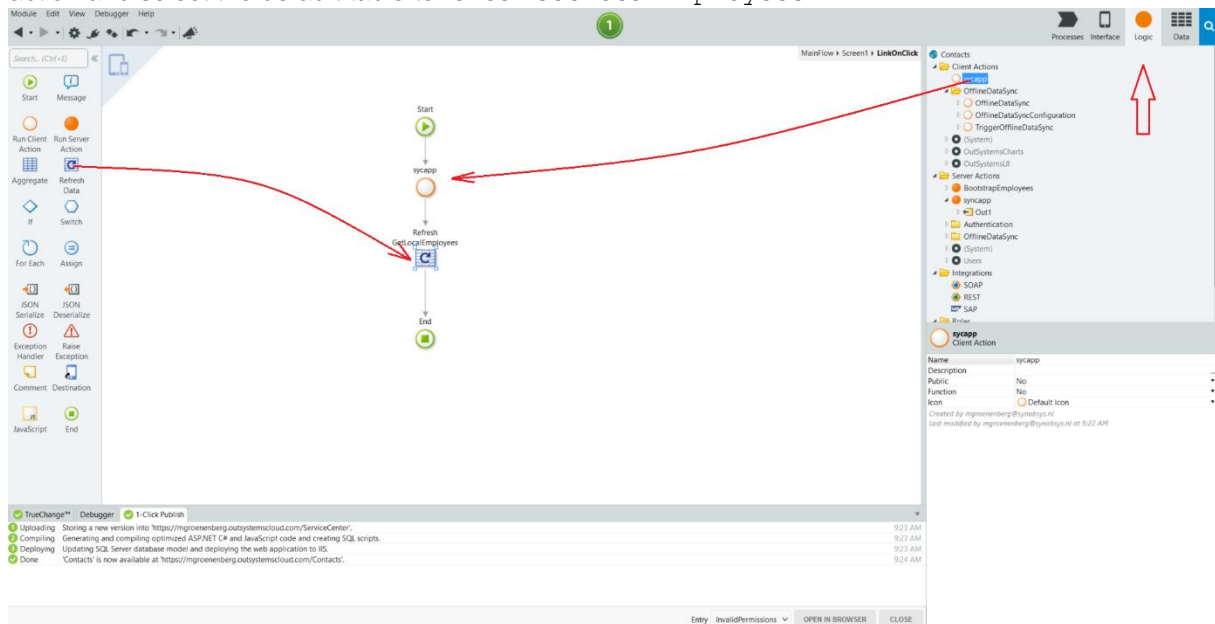 Module Edit View Debugger Help
1
Processes Interface Logic Data
Search... (Ctrl+E)
Start Message
Run Client Action
Run Server Action
Aggregate
Refresh Data
If Switch
For Each Assign
JSON Serialize
JSON Deserialize
Exception Handler
Raise Exception
Comment Destination
JavaScript End
MainFlow Screen1 LinkOnClick
Start
sycapp
Refresh
GetLocalEmployees
End
Contacts
Client Actions
sycapp
OfflineDataSync
OfflineDataSync
OfflineDataSyncConfiguration
TriggerOfflineDataSync
(System)
OutSystemsCharts
OutSystemsUI
Server Actions
BootstrapEmployees
syncapp
Out1
Authentication
OfflineDataSync
(System)
Users
Integrations
SOAP
REST
SAP
Roles
sycapp
Client Action
Name sycapp
Description ...
Public No
Function No
Icon Default Icon
Created by mgroenenberg@synobsys.nl
Last modified by mgroenenberg@synobsys.nl at 9:22 AM
TrueChange™ Debugger 1-Click Publish
1 Uploading Storing a new version into 'https://mgroenenberg.outsystemscloud.com/ServiceCenter'. 9:23 AM
2 Compiling Generating and compiling optimized ASP.NET C# and JavaScript code and creating SQL scripts. 9:23 AM
3 Deploying Updating SQL Server database model and deploying the web application to IIS. 9:23 AM
Done 'Contacts' is now available at 'https://mgroenenberg.outsystemscloud.com/Contacts'. 9:24 AM
Entry InvalidPermissions OPEN IN BROWSER CLOSE